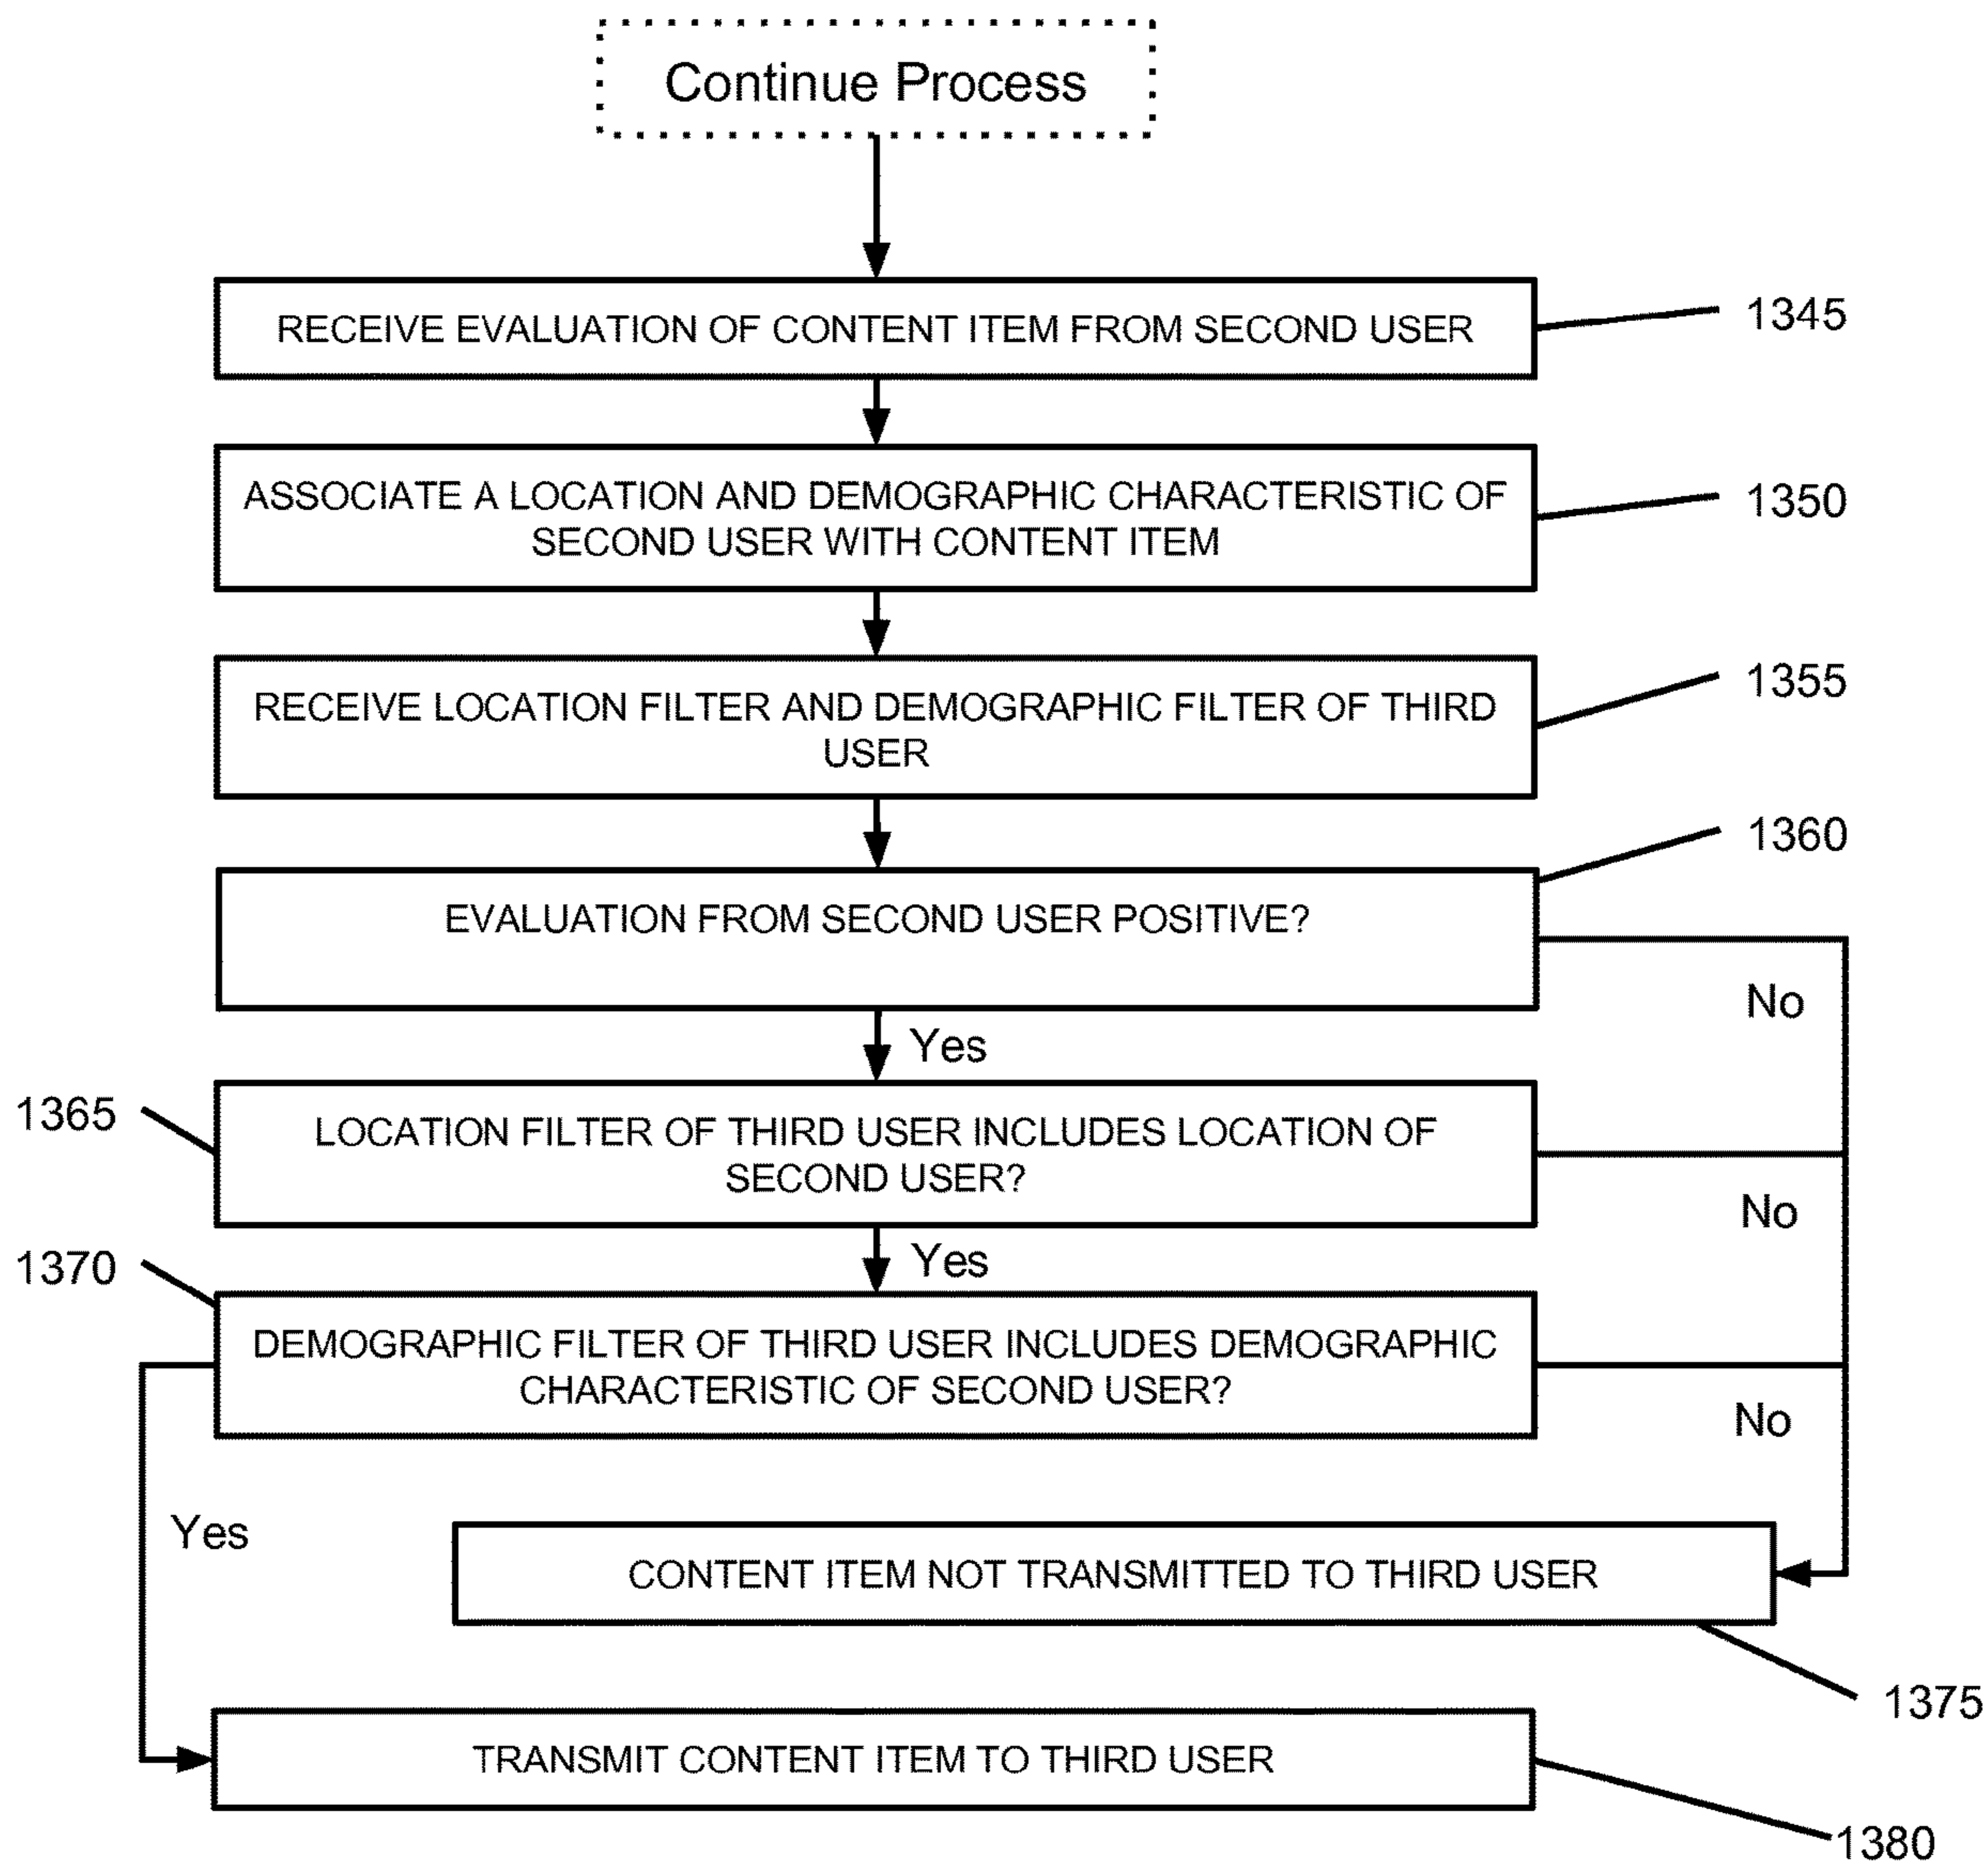 Continue Process
RECEIVE EVALUATION OF CONTENT ITEM FROM SECOND USER
1345
ASSOCIATE A LOCATION AND DEMOGRAPHIC CHARACTERISTIC OF
SECOND USER WITH CONTENT ITEM
1350
RECEIVE LOCATION FILTER AND DEMOGRAPHIC FILTER OF THIRD
USER
1355
EVALUATION FROM SECOND USER POSITIVE?
1360
No
Yes
1365
LOCATION FILTER OF THIRD USER INCLUDES LOCATION OF
SECOND USER?
No
Yes
1370
DEMOGRAPHIC FILTER OF THIRD USER INCLUDES DEMOGRAPHIC
CHARACTERISTIC OF SECOND USER?
No
Yes
CONTENT ITEM NOT TRANSMITTED TO THIRD USER
1375
TRANSMIT CONTENT ITEM TO THIRD USER
1380